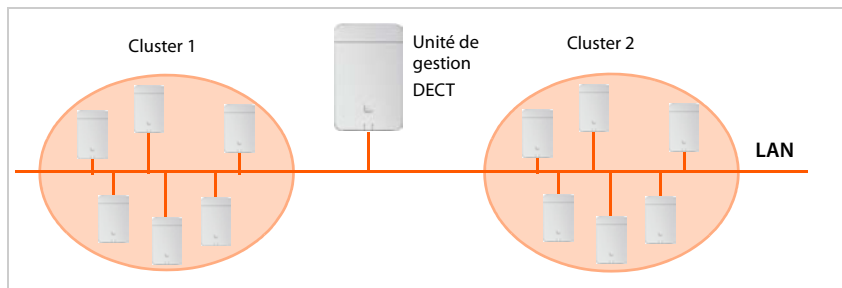 Cluster 1
Unité de
gestion
DECT
Cluster 2
LAN